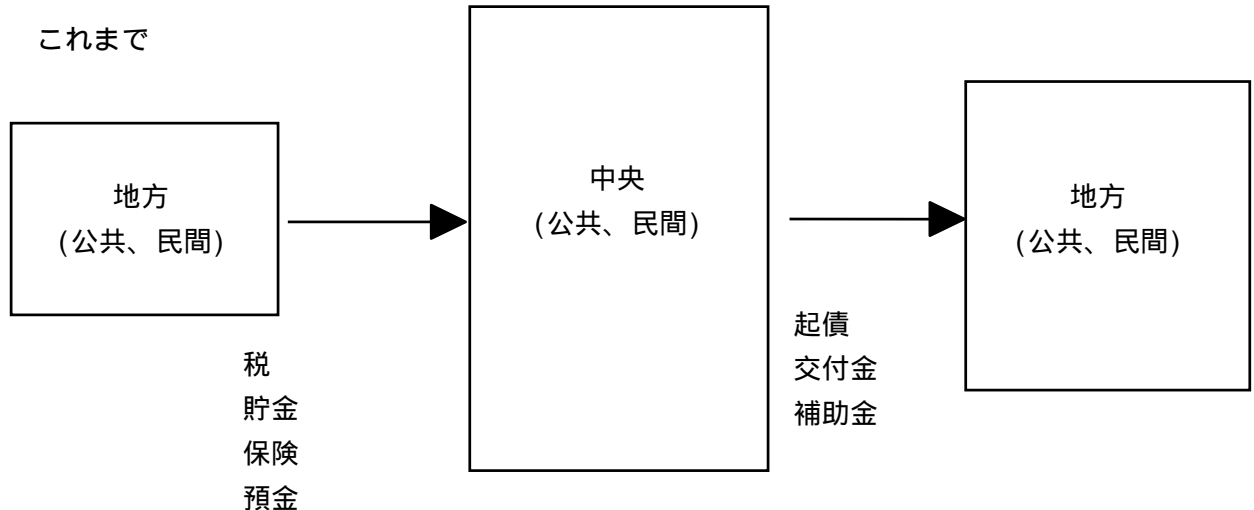 これまで
地方
(公共、民間)
税
貯金
保険
預金
中央
(公共、民間)
起債
交付金
補助金
地方
(公共、民間)